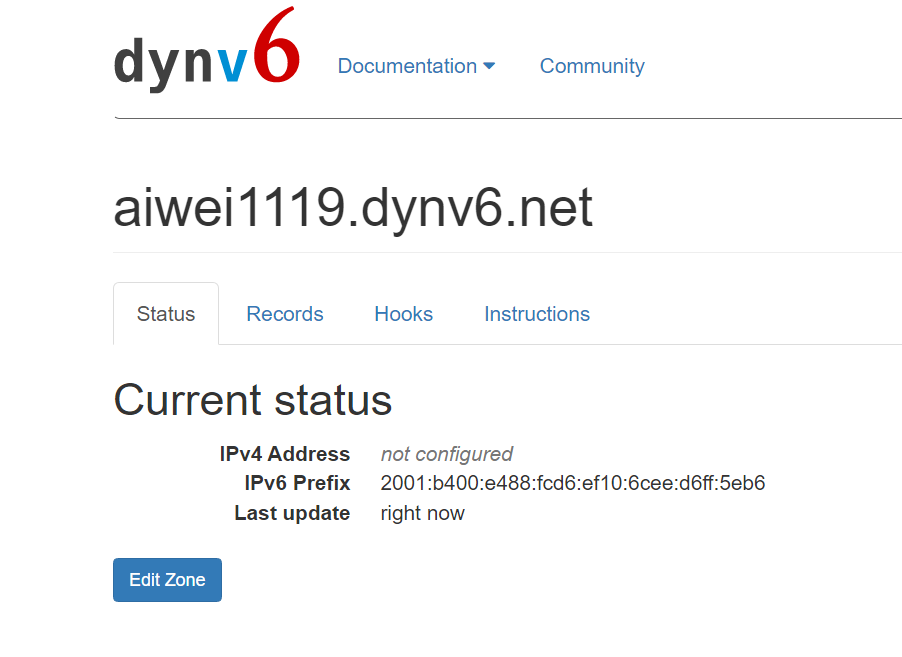 dynv6
Documentation
Community
aiwei1119.dynv6.net
Status
Records
Hooks
Instructions
Current status
IPv4 Address not configured
IPv6 Prefix 2001:b400:e488:fcd6:ef10:6cee:d6ff:5eb6
Last update right now
Edit Zone